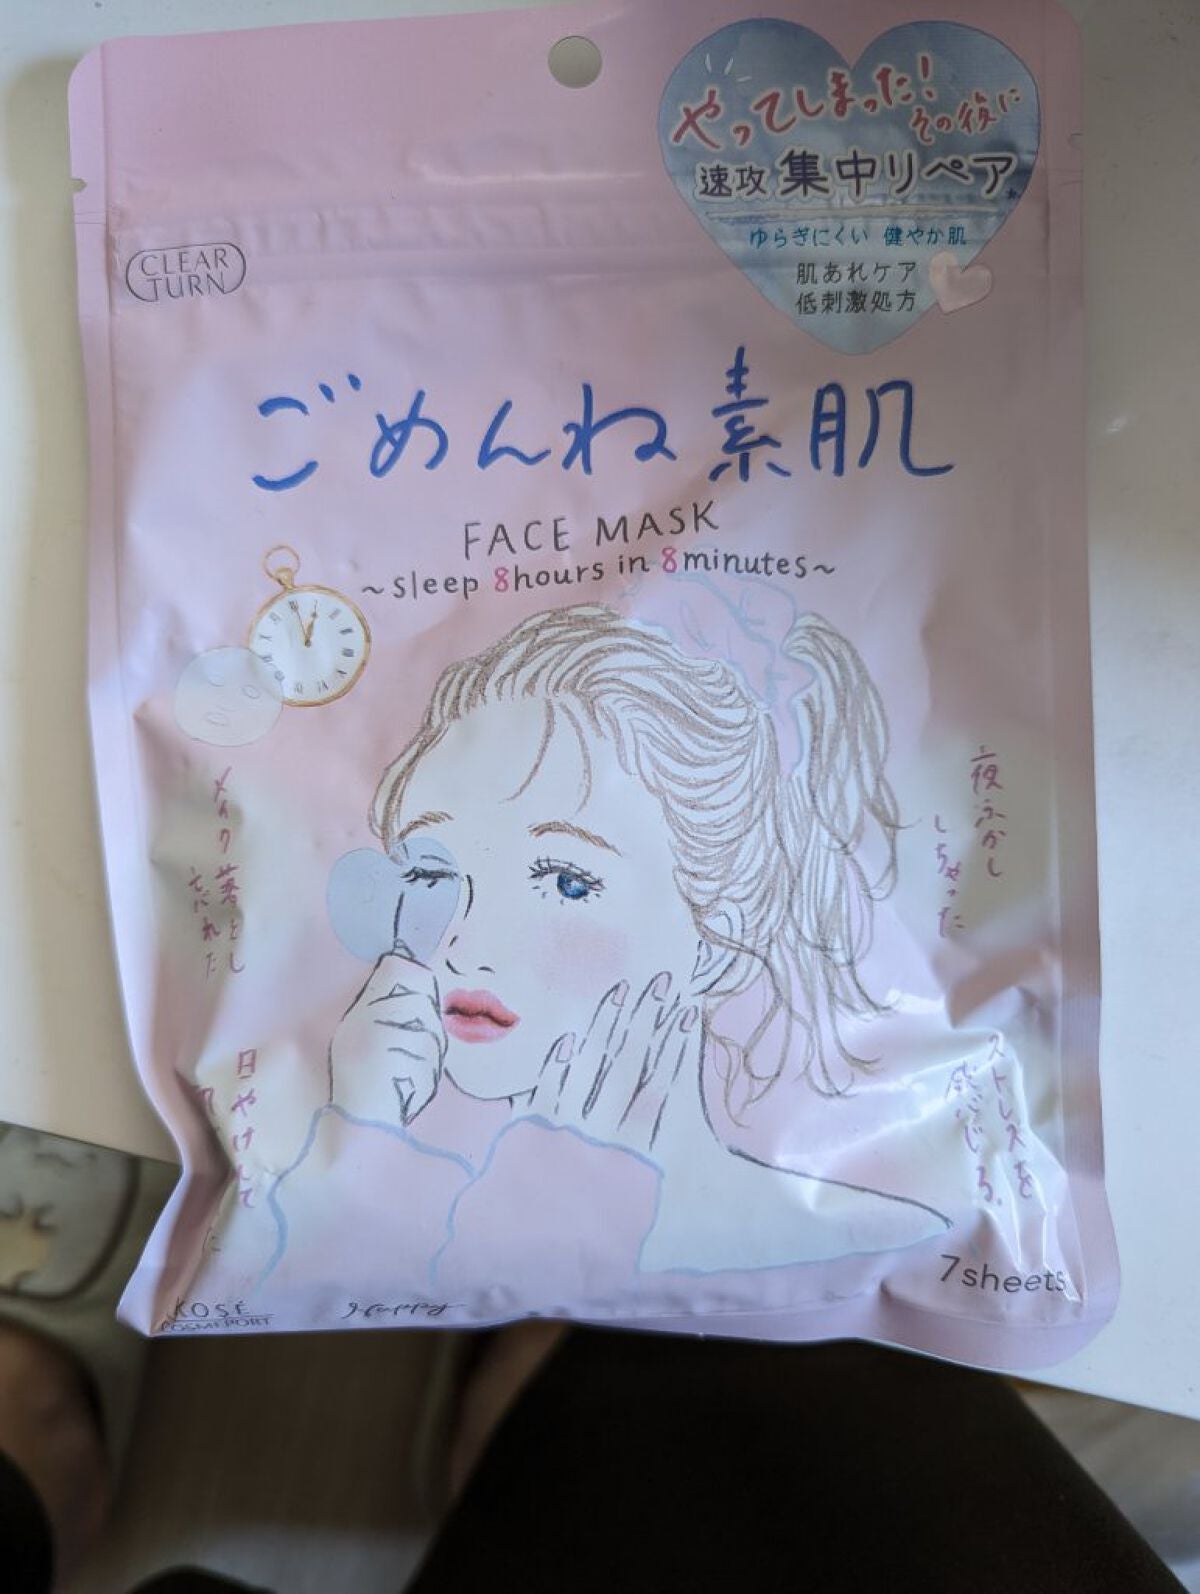 やってしまった!
その後に
速攻 集中リペア*
ゆらぎにくい 健やか肌
肌あれケア
低刺激処方
CLEAR
TURN
ごめんね素肌
FACE MASK
~sleep 8hours in 8minutes~
メイク落とし
忘れた
夜ふかし
しちゃった
日やけして
ストレスを
感じる。
7sheets
KOSÉ
COSMEPORT